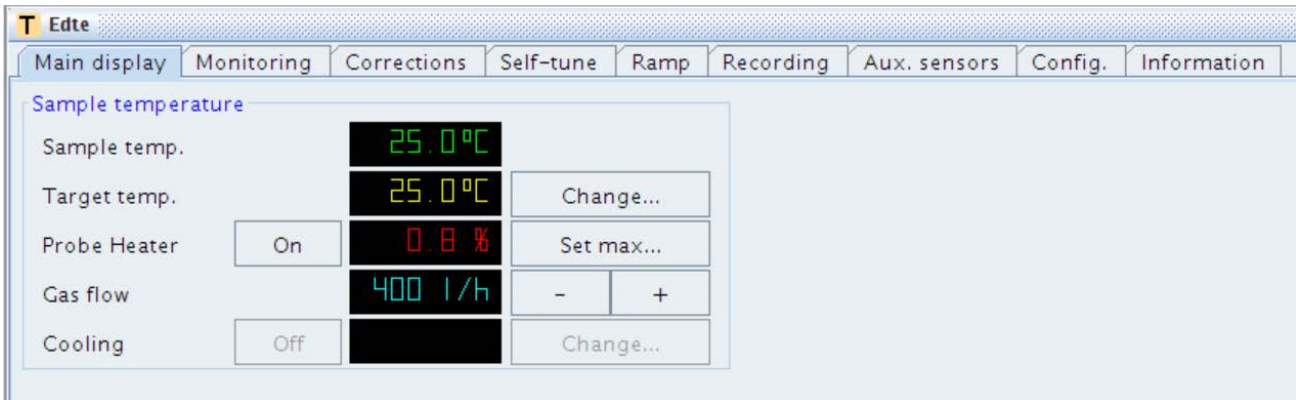 T Edte
Main display Monitoring Corrections Self-tune Ramp Recording Aux. sensors Config. Information
Sample temperature
Sample temp. 25.0°C
Target temp. 25.0°C Change...
Probe Heater On 0.8 % Set max...
Gas flow 400 l/h - +
Cooling Off Change...